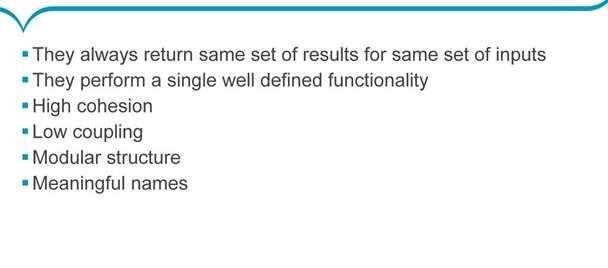 ▪ They always return same set of results for same set of inputs
▪ They perform a single well defined functionality
▪ High cohesion
▪ Low coupling
▪ Modular structure
▪ Meaningful names